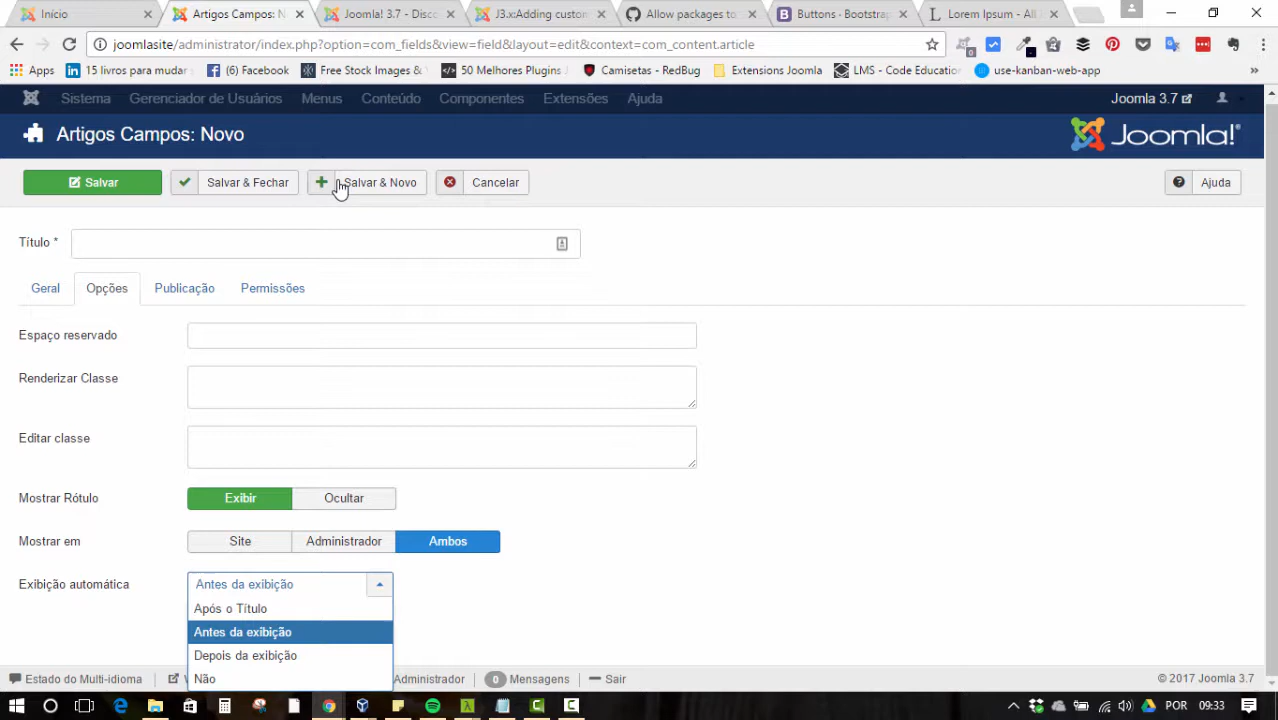 Início
Artigos Campos: N
Joomla! 3.7 - Disc
J3.x:Adding custon
Allow packages to
Buttons · Bootstra
Lorem Ipsum - All
joomlasite/administrator/index.php?option=com_fields&view=field&layout=edit&context=com_content.article
Apps
15 livros para mudar
(6) Facebook
Free Stock Images &
50 Melhores Plugins
Camisetas - RedBug
Extensions Joomla
LMS - Code Educatio
use-kanban-web-app
»
Sistema Gerenciador de Usuários Menus Conteúdo Componentes Extensões Ajuda
Joomla 3.7
Artigos Campos: Novo
Joomla!
Salvar
Salvar & Fechar
Salvar & Novo
Cancelar
Ajuda
Título *
Geral Opções Publicação Permissões
Espaço reservado
Renderizar Classe
Editar classe
Mostrar Rótulo
Exibir Ocultar
Mostrar em
Site Administrador Ambos
Exibição automática
Antes da exibição
Após o Título
Antes da exibição
Depois da exibição
Não
Estado do Multi-idioma
Administrador
0 Mensagens
Sair
© 2017 Joomla 3.7
POR 09:33